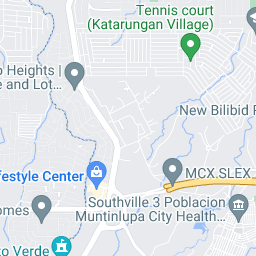 Tennis court
(Katarungan Village)
Heights |
e and Lot...
New Bilibid
festyle Center
MCX.SLEX
Southville 3 Poblacion
Muntinlupa City Health...
omes
o Verde